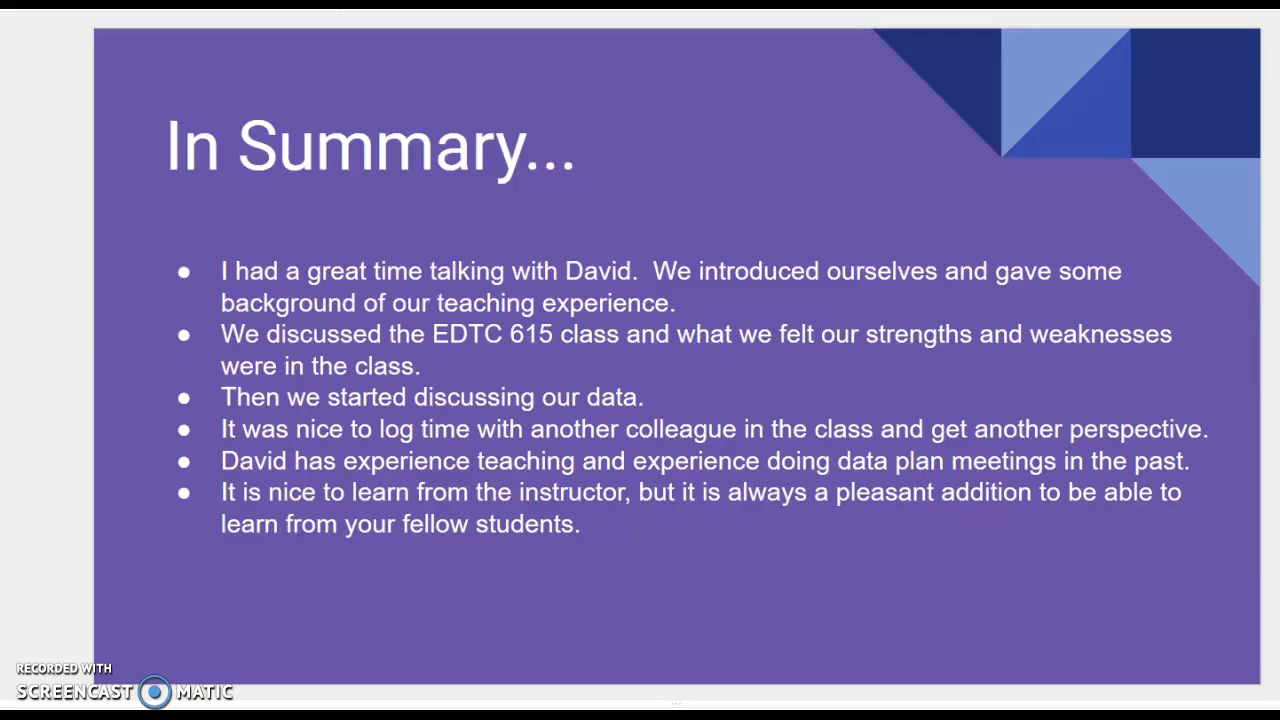 In Summary...
● I had a great time talking with David.  We introduced ourselves and gave some
background of our teaching experience.
● We discussed the EDTC 615 class and what we felt our strengths and weaknesses
were in the class.
● Then we started discussing our data.
● It was nice to log time with another colleague in the class and get another perspective.
● David has experience teaching and experience doing data plan meetings in the past.
● It is nice to learn from the instructor, but it is always a pleasant addition to be able to
learn from your fellow students.
RECORDED WITH
SCREENCAST MATIC